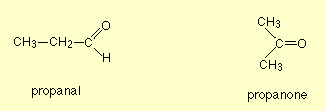 O
CH3—CH2—C
H
propanal
CH3
C=O
CH3
propanone